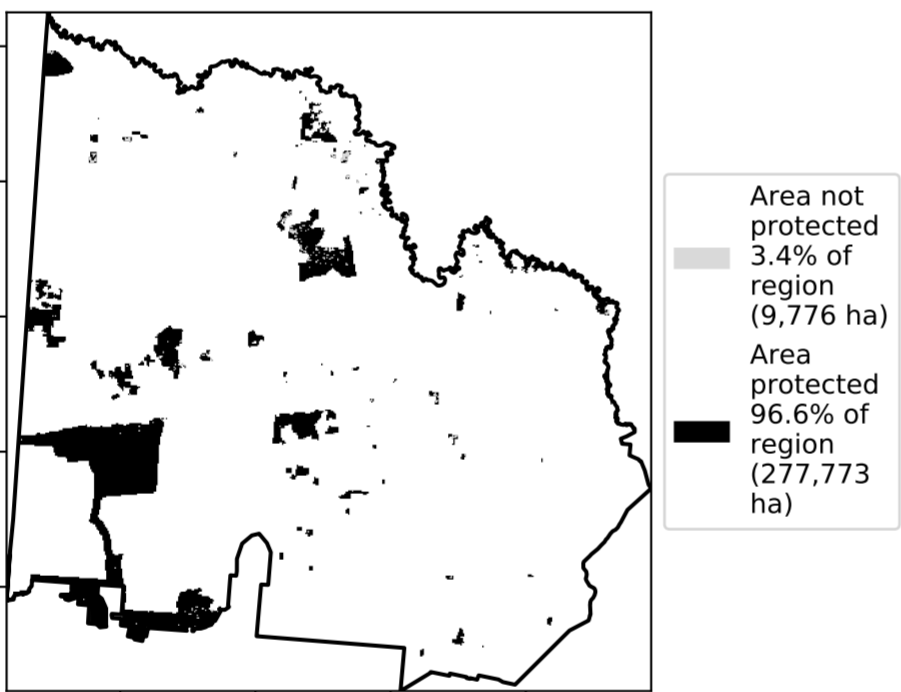 Area not
protected
3.4% of
region
(9,776 ha)
Area
protected
96.6% of
region
(277,773
ha)